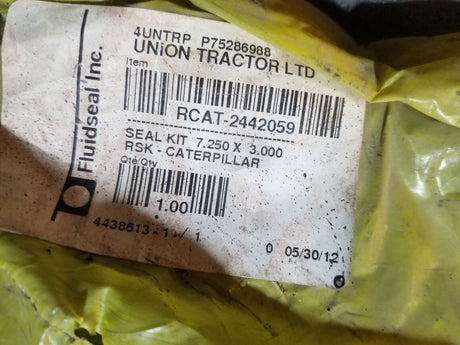 4UNTRP P75286988
UNION TRACTOR LTD
Item
RCAT-2442059
SEAL KIT 7.250 X 3.000
RSK - CATERPILLAR
Qté/Qty
1.00
4438613-1 / 1
0 05/30/12
Fluidseal Inc.